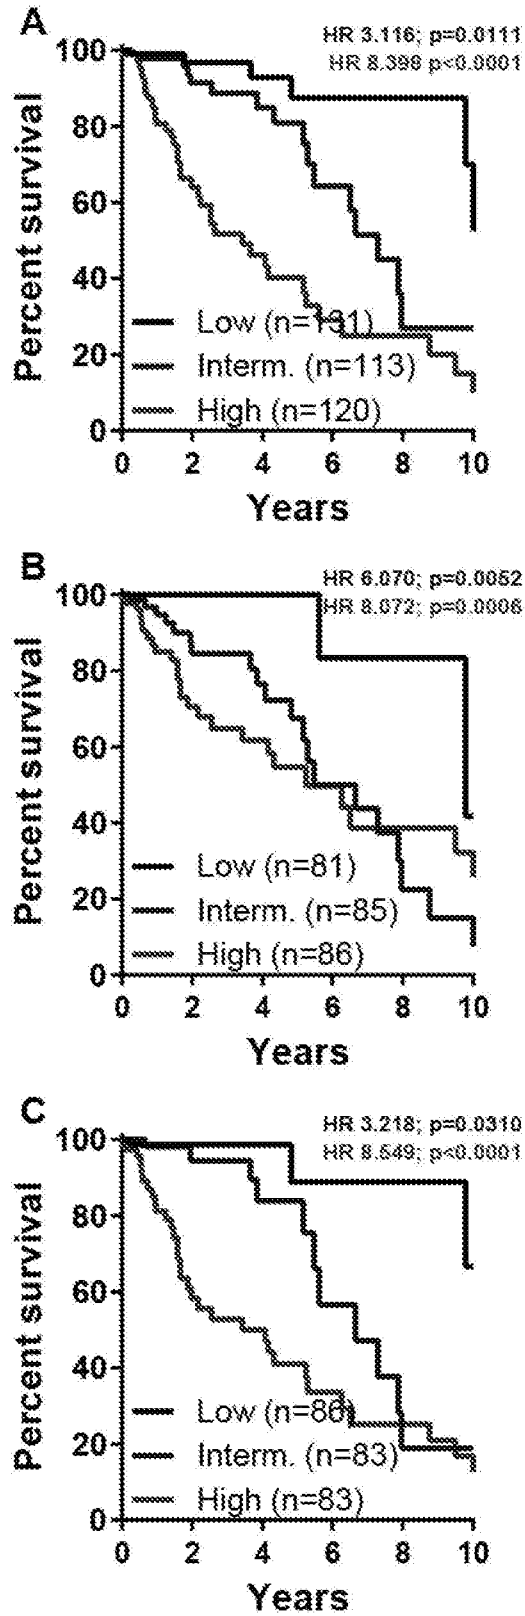 A
HR 3.116; p=0.0111
HR 8.398 p<0.0001
Percent survival
100
80
60
40
20
0
Low (n=131)
Interm. (n=113)
High (n=120)
0 2 4 6 8 10
Years
B
HR 6.070; p=0.0052
HR 8.072; p=0.0006
Percent survival
100
80
60
40
20
0
Low (n=81)
Interm. (n=85)
High (n=86)
0 2 4 6 8 10
Years
C
HR 3.218; p=0.0310
HR 8.549; p<0.0001
Percent survival
100
80
60
40
20
0
Low (n=86)
Interm. (n=83)
High (n=83)
0 2 4 6 8 10
Years